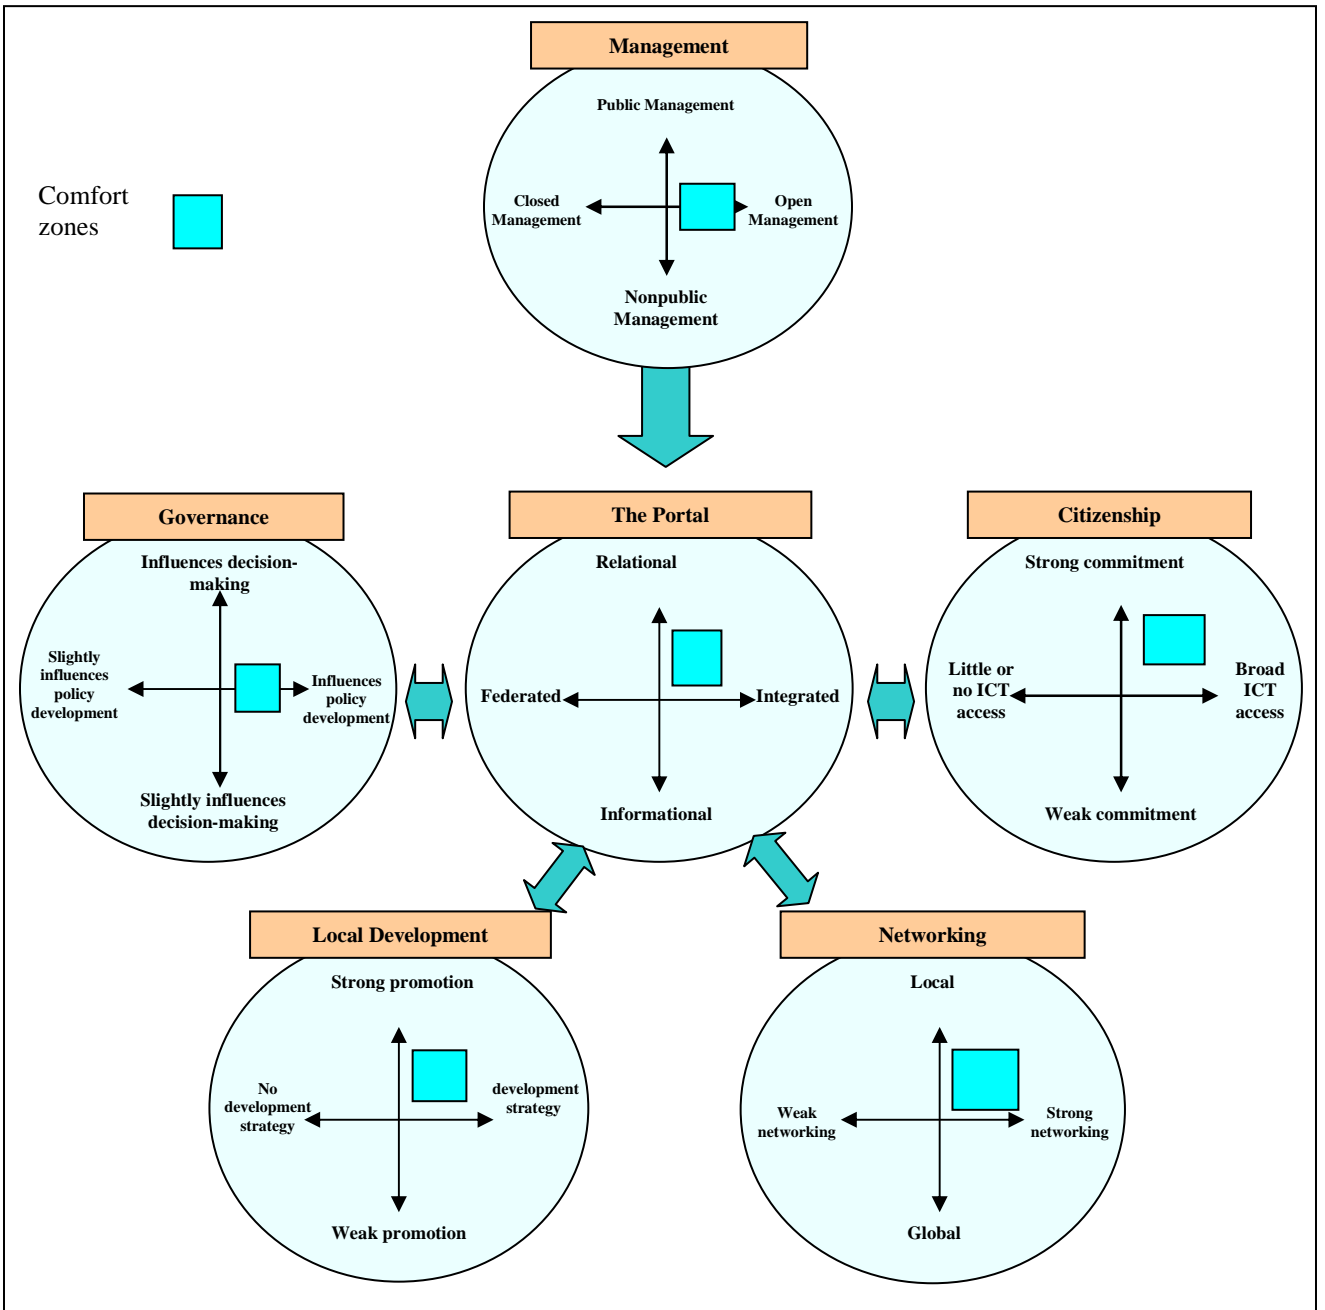 Management
Public Management
Comfort
zones
Closed
Management
Open
Management
Nonpublic
Management
Governance
Influences decision-
making
Slightly
influences
policy
development
Influences
policy
development
Slightly influences
decision-making
The Portal
Relational
Federated
Integrated
Informational
Citizenship
Strong commitment
Little or
no ICT
access
Broad
ICT
access
Weak commitment
Local Development
Strong promotion
No
development
strategy
development
strategy
Weak promotion
Networking
Local
Weak
networking
Strong
networking
Global